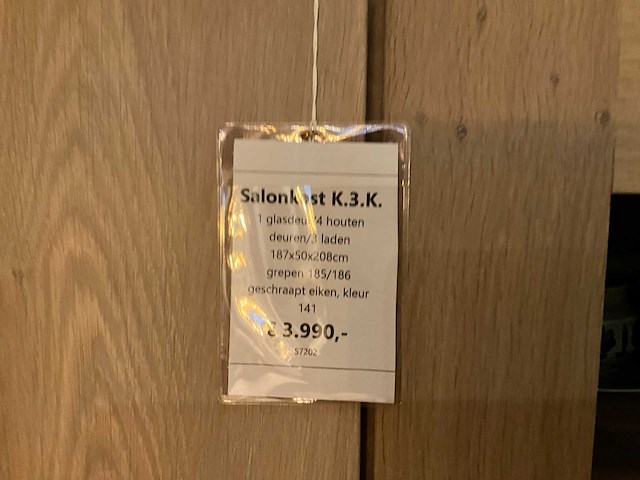 Salonkast K.3.K.
1 glasdeur/4 houten
deuren/3 laden
187x50x208cm
grepen 185/186
geschraapt eiken, kleur
141
€ 3.990,-
57202